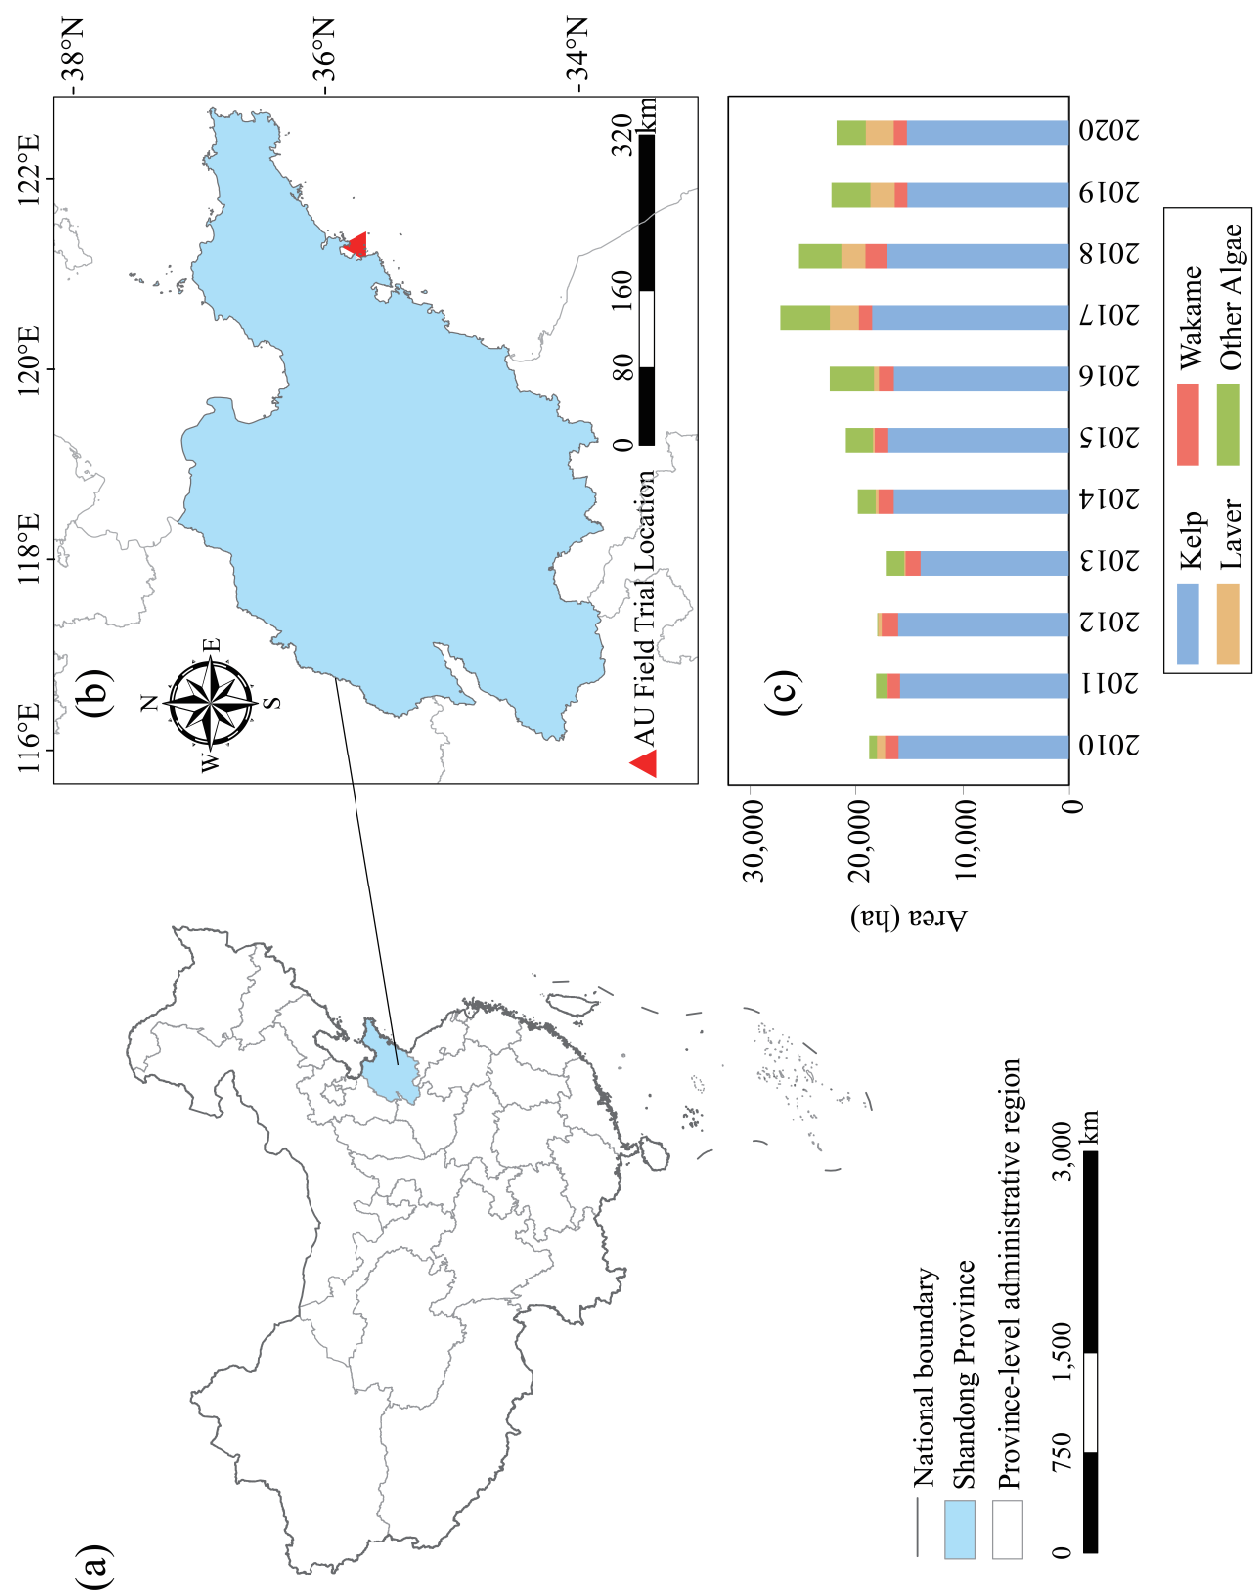 (a)
National boundary
Shandong Province
Province-level administrative region
0 750 1,500 3,000
km
(b)
116°E 118°E 120°E 122°E
38°N
36°N
34°N
N
W E
S
AU Field Trial Location
0 80 160 320
km
(c)
Area (ha)
30,000
20,000
10,000
0
2010 2011 2012 2013 2014 2015 2016 2017 2018 2019 2020
Kelp Wakame
Laver Other Algae